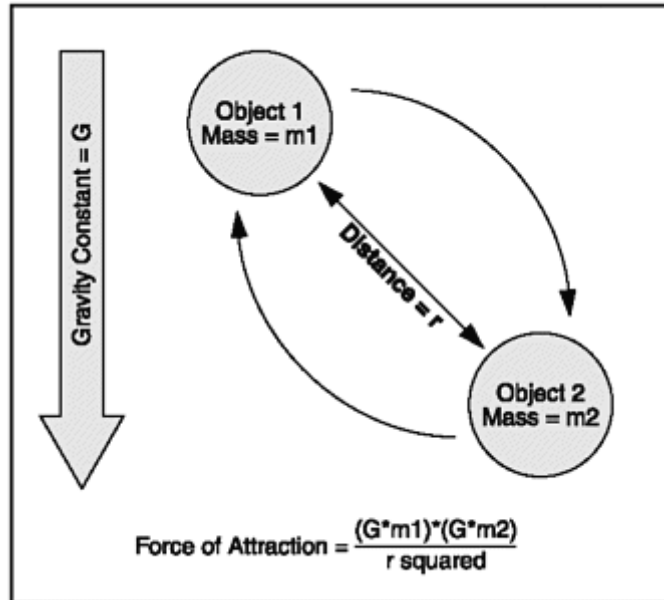 Gravity Constant = G
Object 1
Mass = m1
Distance = r
Object 2
Mass = m2
Force of Attraction = (G*m1)*(G*m2)
r squared